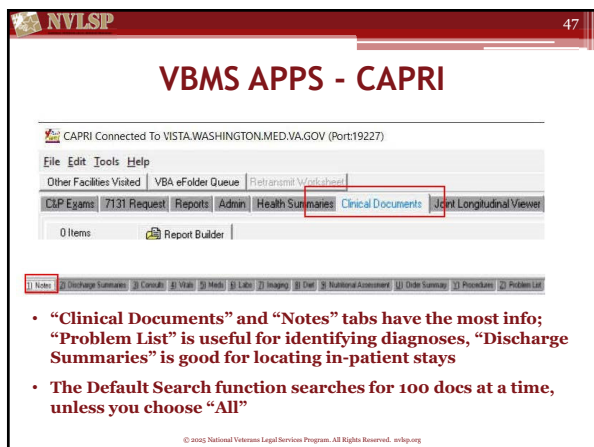 NVLSP
47
VBMS APPS - CAPRI
CAPRI Connected To VISTA.WASHINGTON.MED.VA.GOV (Port:19227)
File Edit Tools Help
Other Facilities Visited VBA eFolder Queue Retransmit Worksheet
C&P Exams 7131 Request Reports Admin Health Summaries Clinical Documents Joint Longitudinal Viewer
0 Items Report Builder
1) Notes 2) Discharge Summaries 3) Consults 4) Vitals 5) Meds 6) Labs 7) Imaging 8) Diet 9) Nutritional Assessment U) Order Summary Y) Procedures Z) Problem List
• “Clinical Documents” and “Notes” tabs have the most info;
“Problem List” is useful for identifying diagnoses, “Discharge
Summaries” is good for locating in-patient stays
• The Default Search function searches for 100 docs at a time,
unless you choose “All”
© 2025 National Veterans Legal Services Program. All Rights Reserved. nvlsp.org